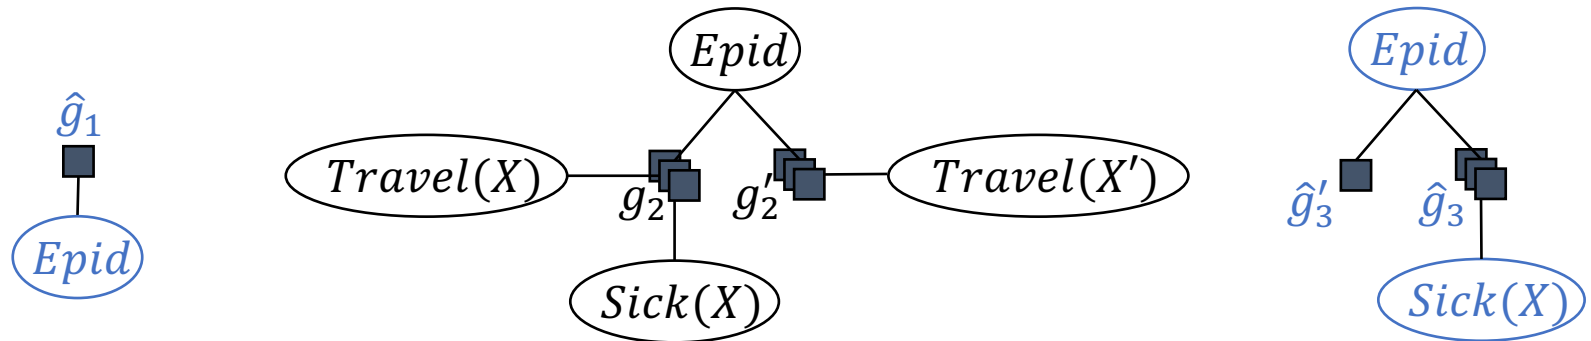 Epid
Epid
ĝ₁
Travel(X)
g₂
g₂′
Travel(X′)
ĝ₃′
ĝ₃
Epid
Sick(X)
Sick(X)